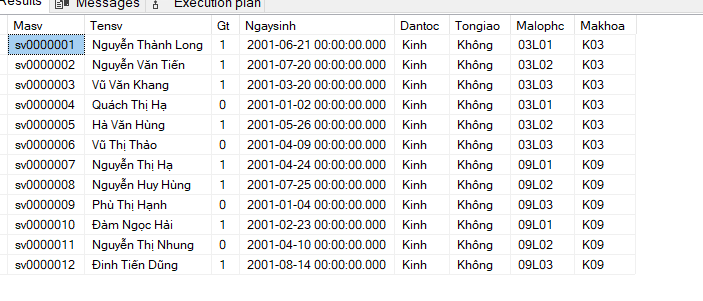 Results Messages Execution plan
Masv Tensv Gt Ngaysinh Dantoc Tongiao Malophc Makhoa
sv0000001 Nguyễn Thành Long 1 2001-06-21 00:00:00.000 Kinh Không 03L01 K03
sv0000002 Nguyễn Văn Tiến 1 2001-07-20 00:00:00.000 Kinh Không 03L02 K03
sv0000003 Vũ Văn Khang 1 2001-03-20 00:00:00.000 Kinh Không 03L03 K03
sv0000004 Quách Thị Hạ 0 2001-01-02 00:00:00.000 Kinh Không 03L01 K03
sv0000005 Hà Văn Hùng 1 2001-05-26 00:00:00.000 Kinh Không 03L02 K03
sv0000006 Vũ Thị Thảo 0 2001-04-09 00:00:00.000 Kinh Không 03L03 K03
sv0000007 Nguyễn Thị Hạ 1 2001-04-24 00:00:00.000 Kinh Không 09L01 K09
sv0000008 Nguyễn Huy Hùng 1 2001-07-25 00:00:00.000 Kinh Không 09L02 K09
sv0000009 Phù Thị Hạnh 0 2001-01-04 00:00:00.000 Kinh Không 09L03 K09
sv0000010 Đàm Ngọc Hải 1 2001-02-23 00:00:00.000 Kinh Không 09L01 K09
sv0000011 Nguyễn Thị Nhung 0 2001-04-10 00:00:00.000 Kinh Không 09L02 K09
sv0000012 Đinh Tiến Dũng 1 2001-08-14 00:00:00.000 Kinh Không 09L03 K09